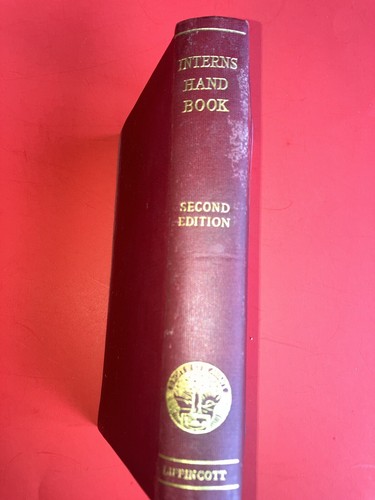 INTERNS
HAND
BOOK
SECOND
EDITION
LIPPINCOTT